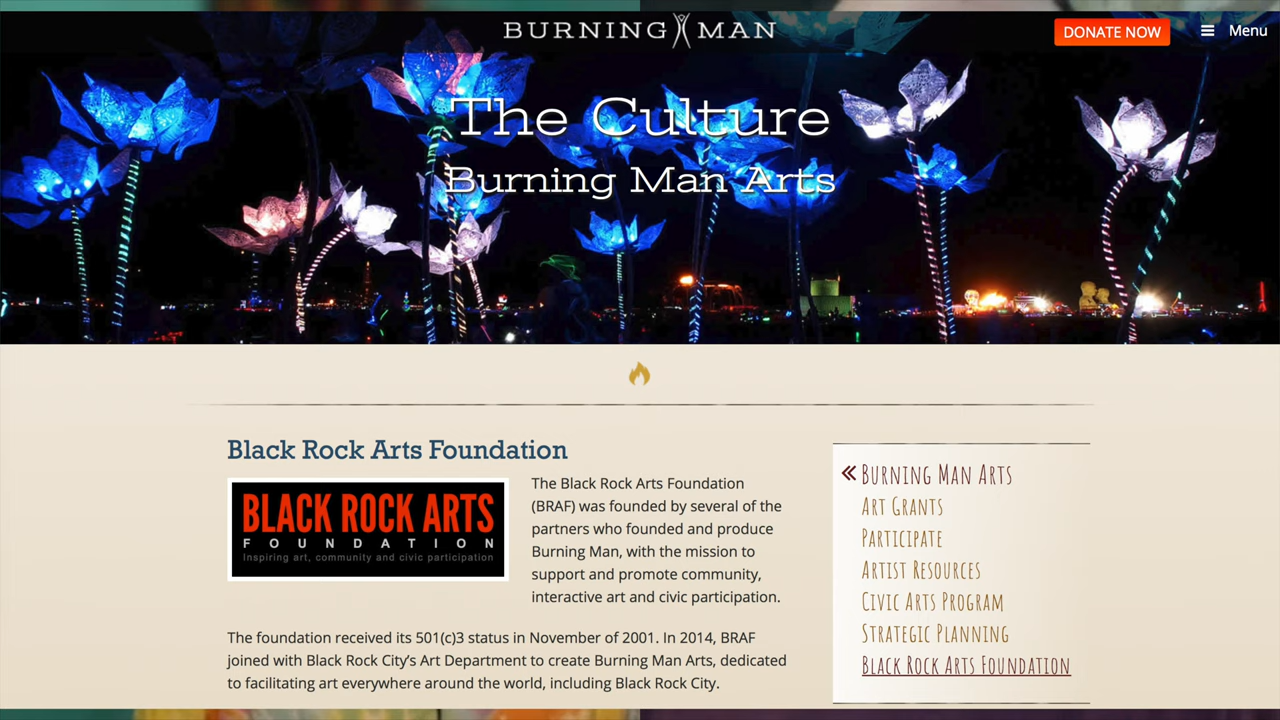 BURNING MAN
DONATE NOW
Menu
The Culture
Burning Man Arts
Black Rock Arts Foundation
BLACK ROCK ARTS
FOUNDATION
Inspiring art, community and civic participation
The Black Rock Arts Foundation
(BRAF) was founded by several of the
partners who founded and produce
Burning Man, with the mission to
support and promote community,
interactive art and civic participation.
The foundation received its 501(c)3 status in November of 2001. In 2014, BRAF
joined with Black Rock City’s Art Department to create Burning Man Arts, dedicated
to facilitating art everywhere around the world, including Black Rock City.
« Burning Man Arts
Art Grants
Participate
Artist Resources
Civic Arts Program
Strategic Planning
Black Rock Arts Foundation